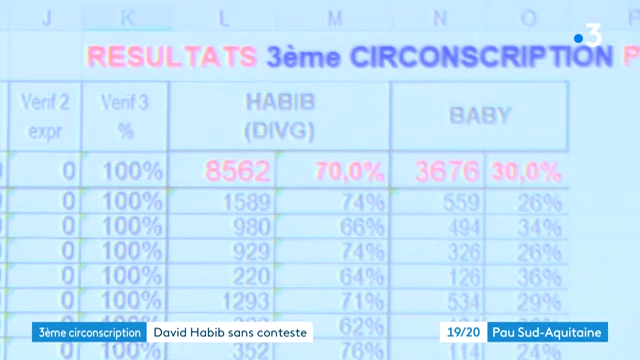 J K L M N O P
3
RESULTATS 3ème CIRCONSCRIPTION P
Verif 2 expr Verif 3 % HABIB (DIVG) BABY
0 100% 8562 70,0% 3676 30,0%
0 100% 1589 74% 559 26%
0 100% 980 66% 494 34%
0 100% 929 74% 326 26%
0 100% 220 64% 126 36%
0 100% 1293 71% 534 29%
0 100% 62%
0 100% 352 76%
3ème circonscription David Habib sans conteste 19/20 Pau Sud-Aquitaine